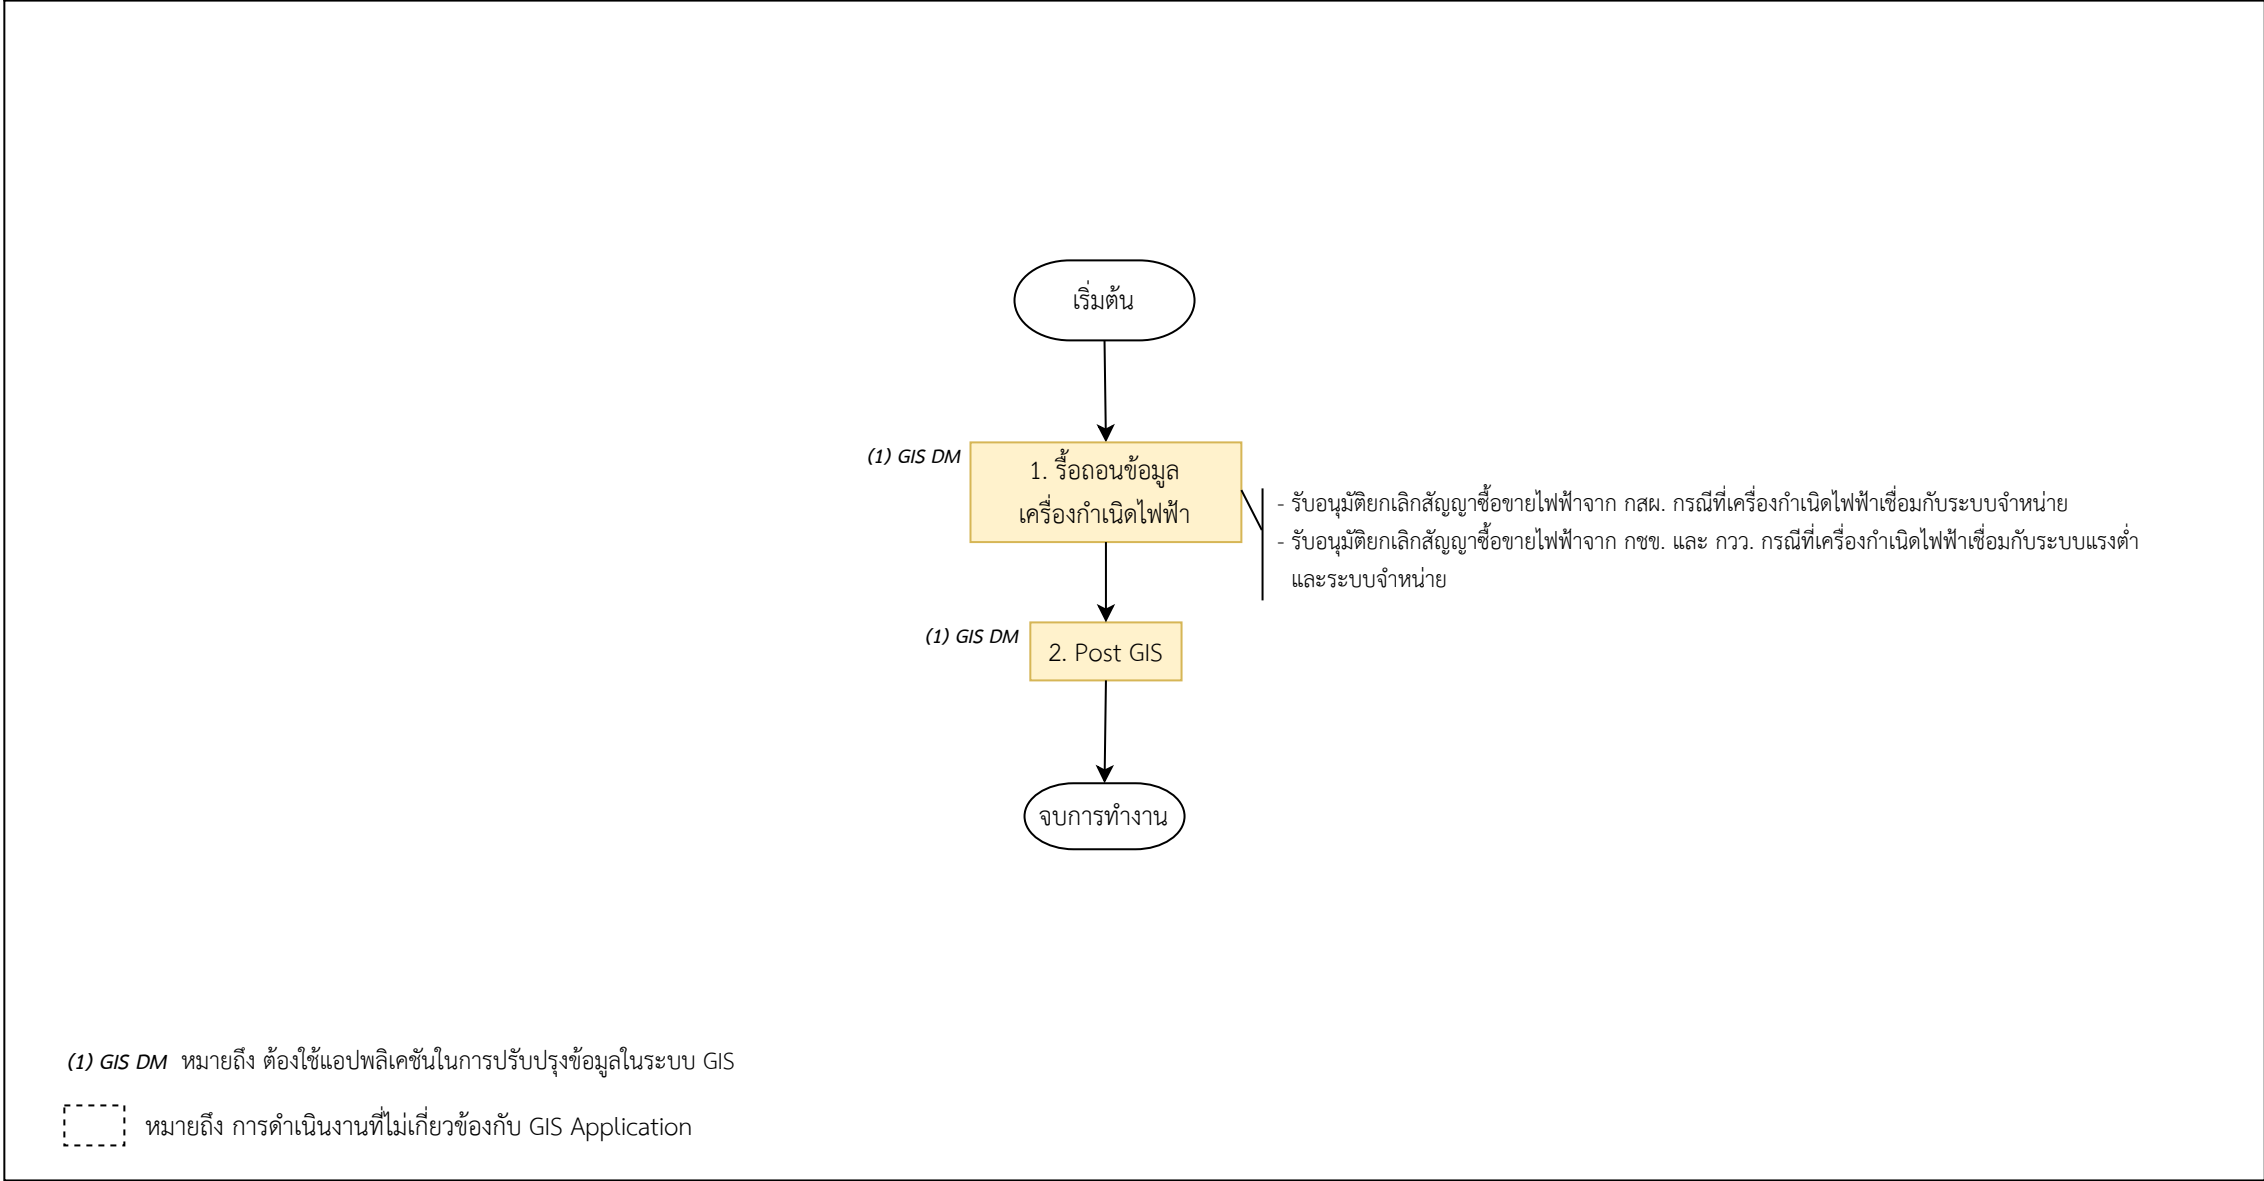 เริ่มต้น
(1) GIS DM
1. รื้อถอนข้อมูล
เครื่องกำเนิดไฟฟ้า
- รับอนุมัติยกเลิกสัญญาซื้อขายไฟฟ้าจาก กสผ. กรณีที่เครื่องกำเนิดไฟฟ้าเชื่อมกับระบบจำหน่าย
- รับอนุมัติยกเลิกสัญญาซื้อขายไฟฟ้าจาก กชข. และ กวว. กรณีที่เครื่องกำเนิดไฟฟ้าเชื่อมกับระบบแรงต่ำ
และระบบจำหน่าย
(1) GIS DM
2. Post GIS
จบการทำงาน
(1) GIS DM หมายถึง ต้องใช้แอปพลิเคชันในการปรับปรุงข้อมูลในระบบ GIS
หมายถึง การดำเนินงานที่ไม่เกี่ยวข้องกับ GIS Application